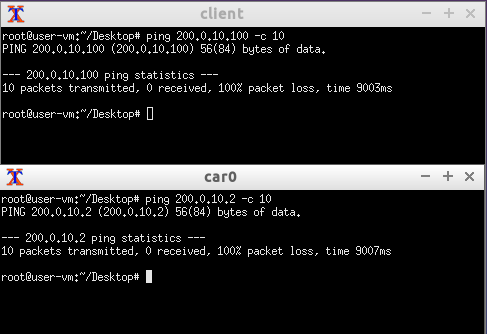 client
root@user-vm:~/Desktop# ping 200.0.10.100 -c 10
PING 200.0.10.100 (200.0.10.100) 56(84) bytes of data.
--- 200.0.10.100 ping statistics ---
10 packets transmitted, 0 received, 100% packet loss, time 9003ms
root@user-vm:~/Desktop#
car0
root@user-vm:~/Desktop# ping 200.0.10.2 -c 10
PING 200.0.10.2 (200.0.10.2) 56(84) bytes of data.
--- 200.0.10.2 ping statistics ---
10 packets transmitted, 0 received, 100% packet loss, time 9007ms
root@user-vm:~/Desktop#